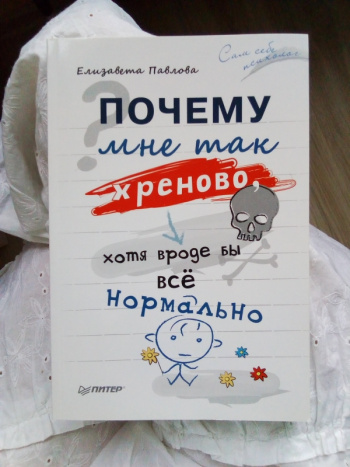 Сам себе психолог
Елизавета Павлова
ПОЧЕМУ
мне так
хреново,
хотя вроде бы
всё
нормально
ПИТЕР®